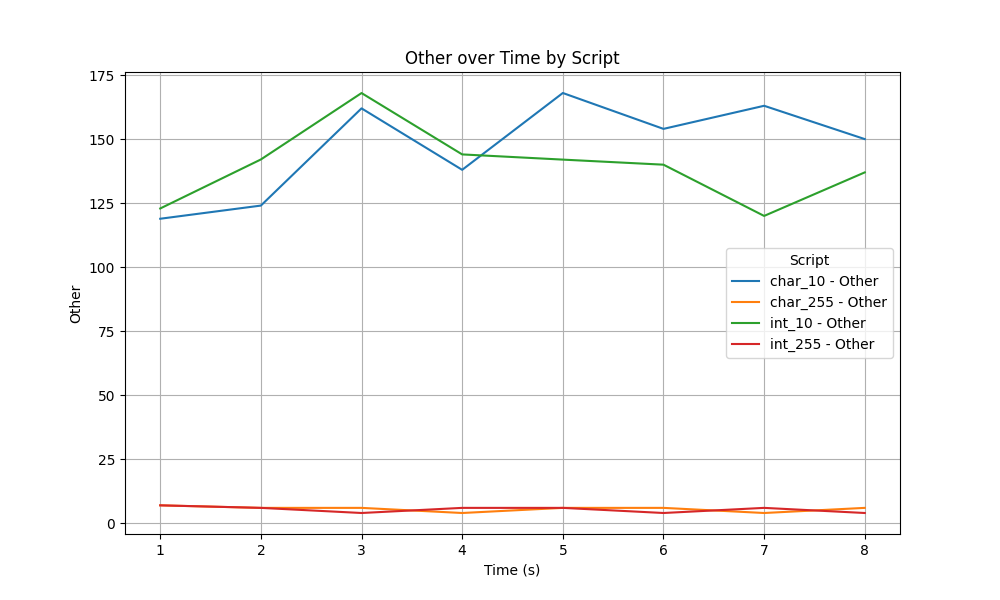 Other over Time by Script
175
150
125
100
75
50
25
0
Other
Script
char_10 - Other
char_255 - Other
int_10 - Other
int_255 - Other
1 2 3 4 5 6 7 8
Time (s)